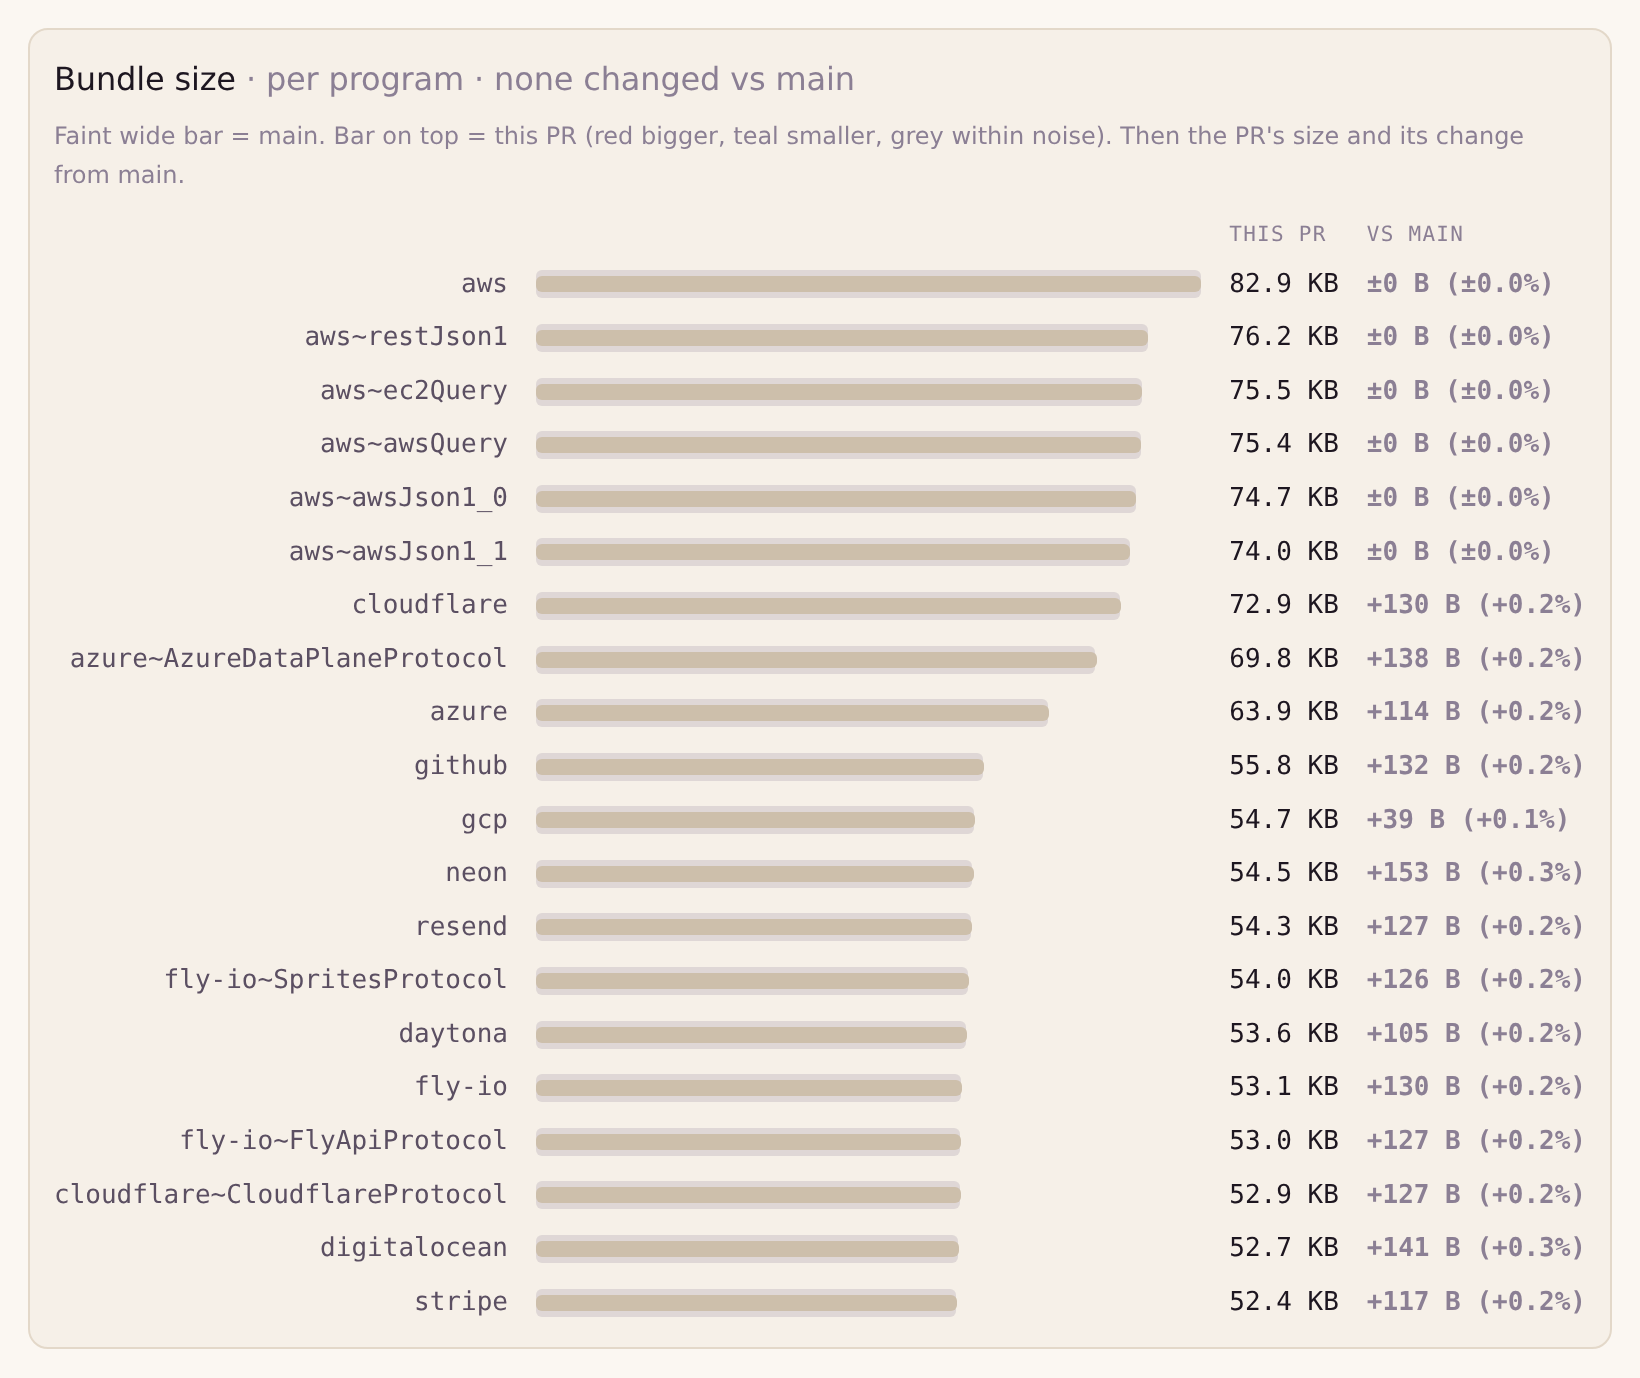 Bundle size · per program · none changed vs main
Faint wide bar = main. Bar on top = this PR (red bigger, teal smaller, grey within noise). Then the PR's size and its change
from main.
THIS PR VS MAIN
aws 82.9 KB ±0 B (±0.0%)
aws~restJson1 76.2 KB ±0 B (±0.0%)
aws~ec2Query 75.5 KB ±0 B (±0.0%)
aws~awsQuery 75.4 KB ±0 B (±0.0%)
aws~awsJson1_0 74.7 KB ±0 B (±0.0%)
aws~awsJson1_1 74.0 KB ±0 B (±0.0%)
cloudflare 72.9 KB +130 B (+0.2%)
azure~AzureDataPlaneProtocol 69.8 KB +138 B (+0.2%)
azure 63.9 KB +114 B (+0.2%)
github 55.8 KB +132 B (+0.2%)
gcp 54.7 KB +39 B (+0.1%)
neon 54.5 KB +153 B (+0.3%)
resend 54.3 KB +127 B (+0.2%)
fly-io~SpritesProtocol 54.0 KB +126 B (+0.2%)
daytona 53.6 KB +105 B (+0.2%)
fly-io 53.1 KB +130 B (+0.2%)
fly-io~FlyApiProtocol 53.0 KB +127 B (+0.2%)
cloudflare~CloudflareProtocol 52.9 KB +127 B (+0.2%)
digitalocean 52.7 KB +141 B (+0.3%)
stripe 52.4 KB +117 B (+0.2%)